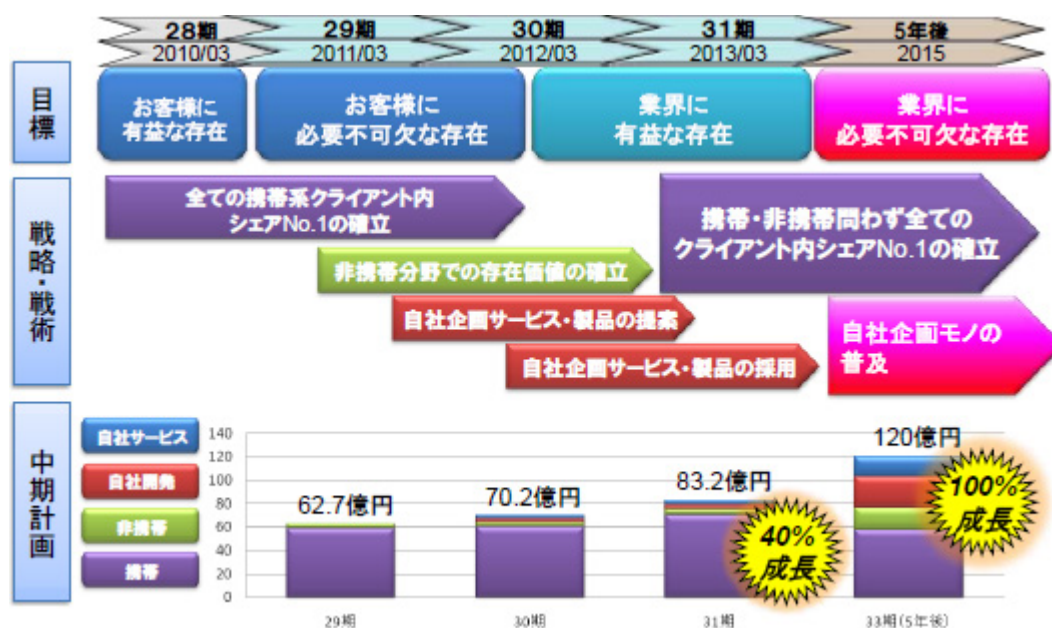 28期
29期
30期
31期
5年後
2010/03
2011/03
2012/03
2013/03
2015
目標
お客様に
有益な存在
お客様に
必要不可欠な存在
業界に
有益な存在
業界に
必要不可欠な存在
戦略・戦術
全ての携帯系クライアント内
シェアNo.1の確立
携帯・非携帯問わず全ての
クライアント内シェアNo.1の確立
非携帯分野での存在価値の確立
自社企画サービス・製品の提案
自社企画サービス・製品の採用
自社企画モノの
普及
中期計画
自社サービス
自社開発
非携帯
携帯
140
120
100
80
60
40
20
0
62.7億円
70.2億円
83.2億円
120億円
40%
成長
100%
成長
29期
30期
31期
33期(5年後)